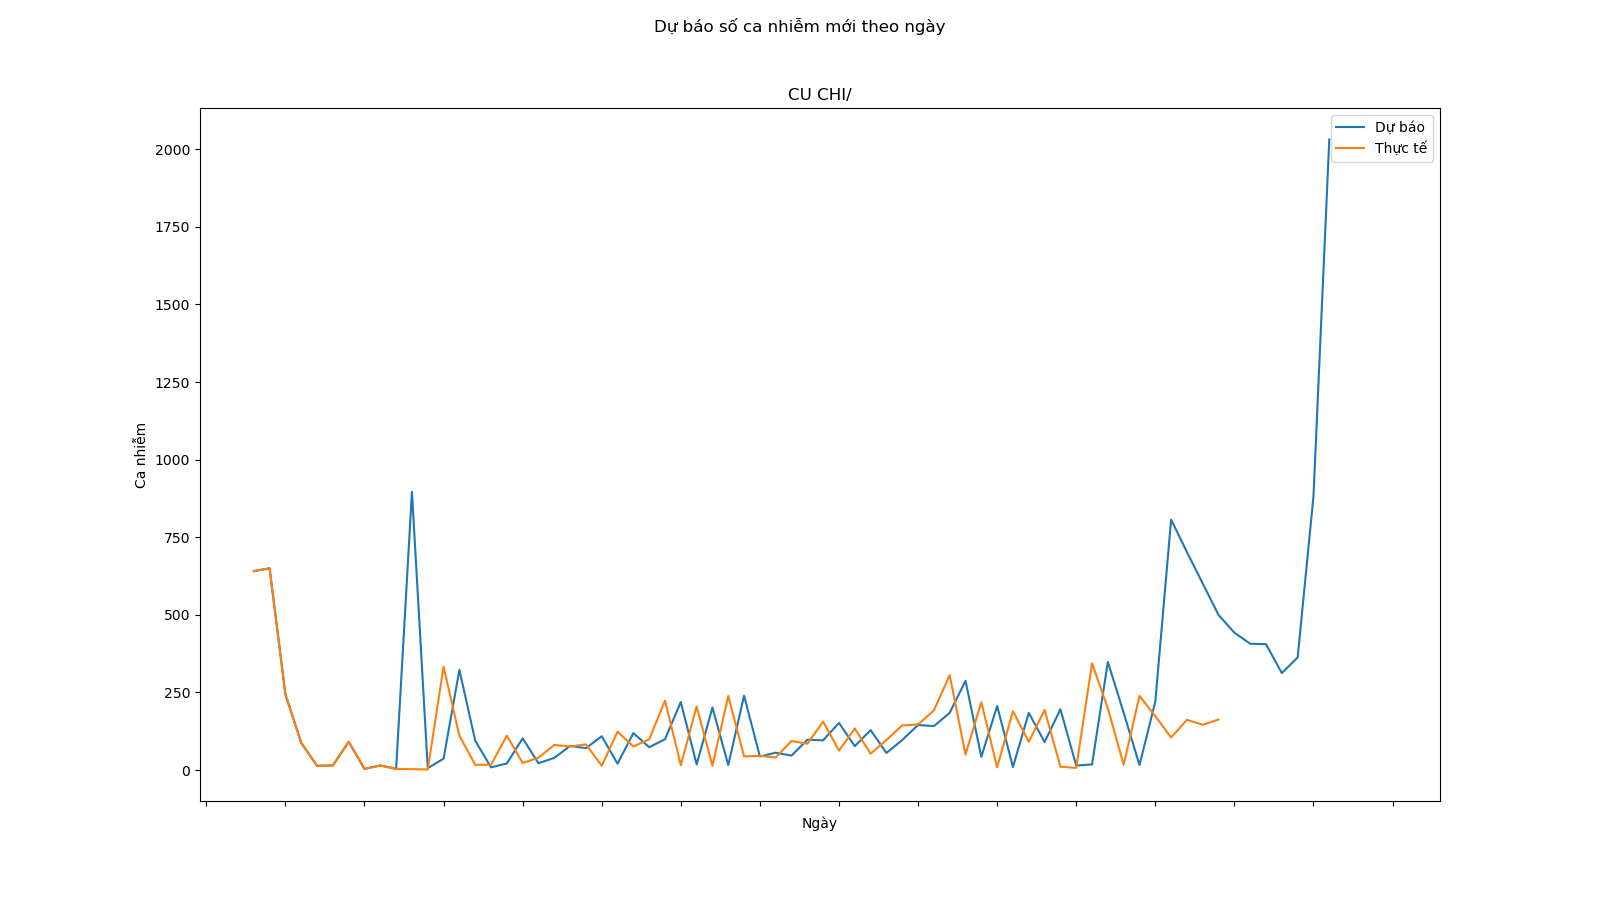 Dự báo số ca nhiễm mới theo ngày
CU CHI/
Dự báo
Thực tế
2000
1750
1500
1250
1000
750
500
250
0
Ca nhiễm
Ngày